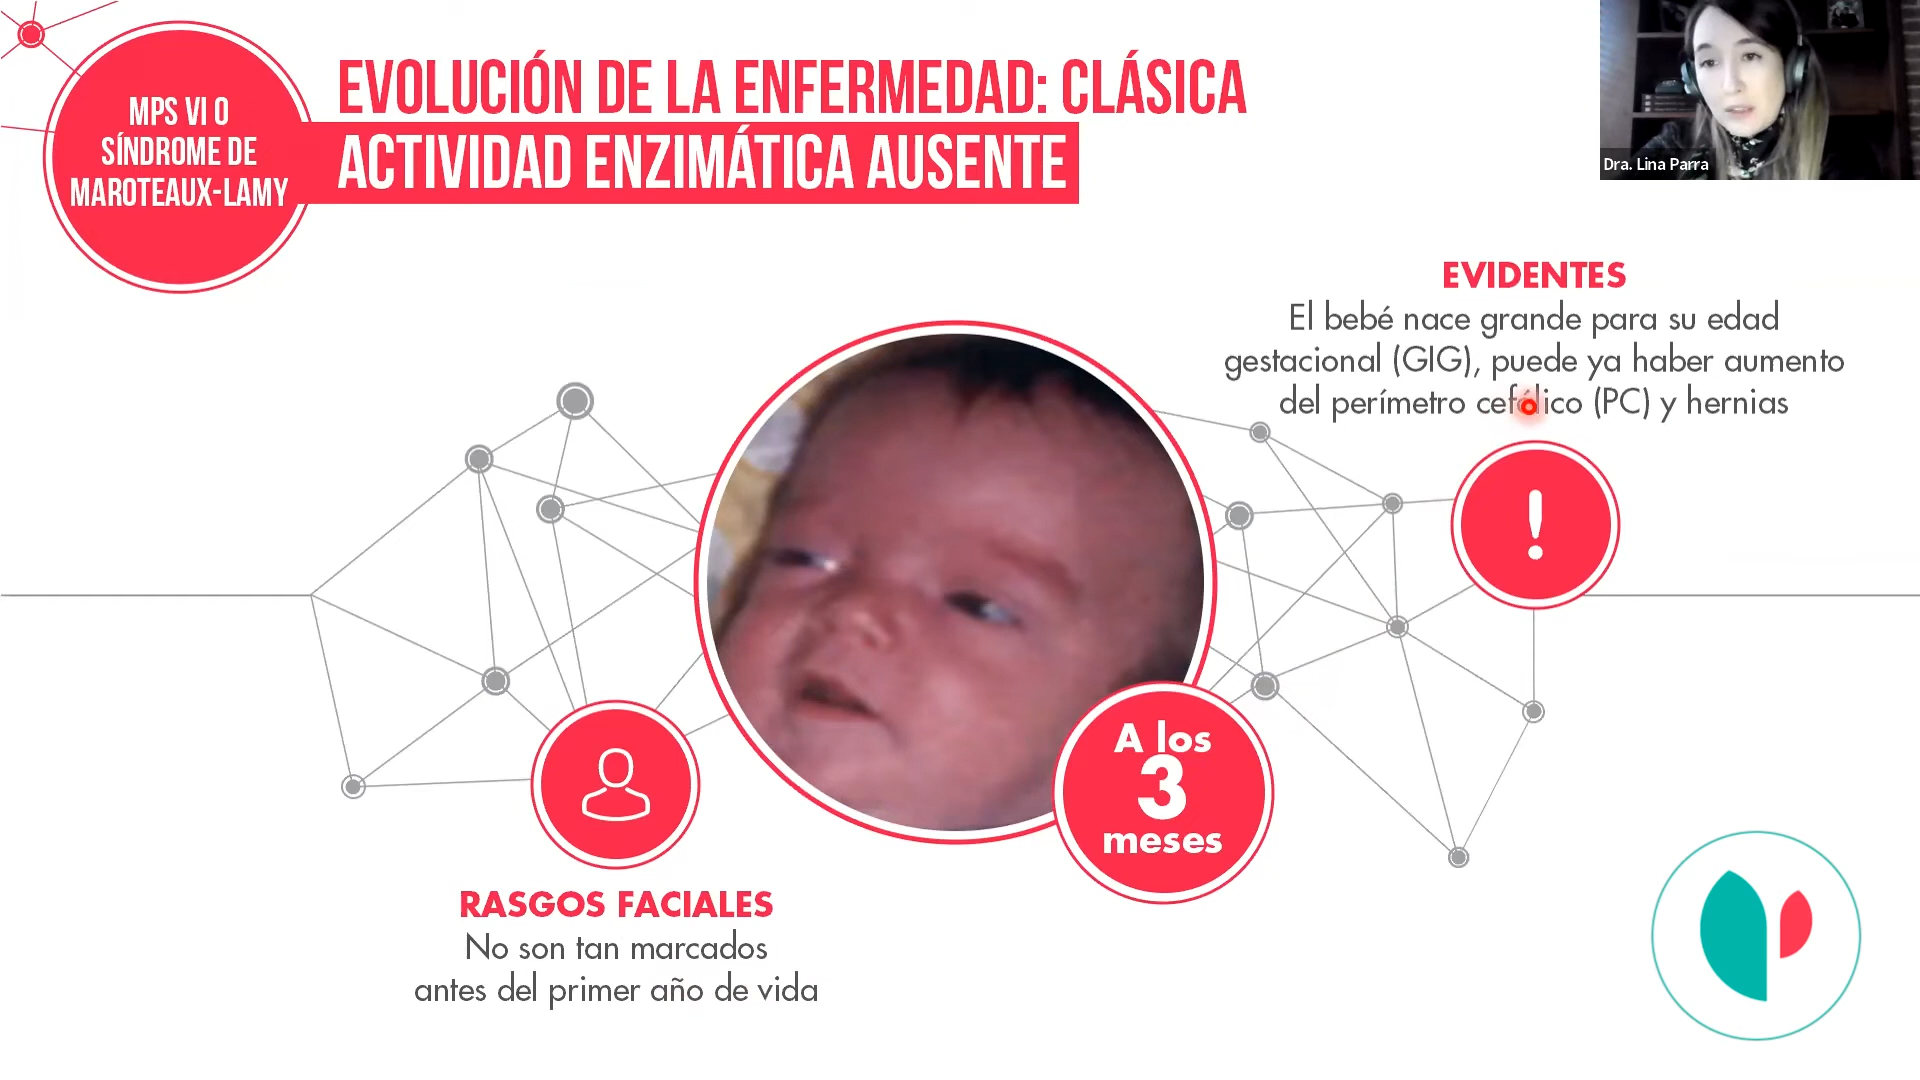 MPS VI O
SÍNDROME DE
MAROTEAUX-LAMY
EVOLUCIÓN DE LA ENFERMEDAD: CLÁSICA
ACTIVIDAD ENZIMÁTICA AUSENTE
Dra. Lina Parra
EVIDENTES
El bebé nace grande para su edad
gestacional (GIG), puede ya haber aumento
del perímetro cefálico (PC) y hernias
!
A los
3
meses
RASGOS FACIALES
No son tan marcados
antes del primer año de vida